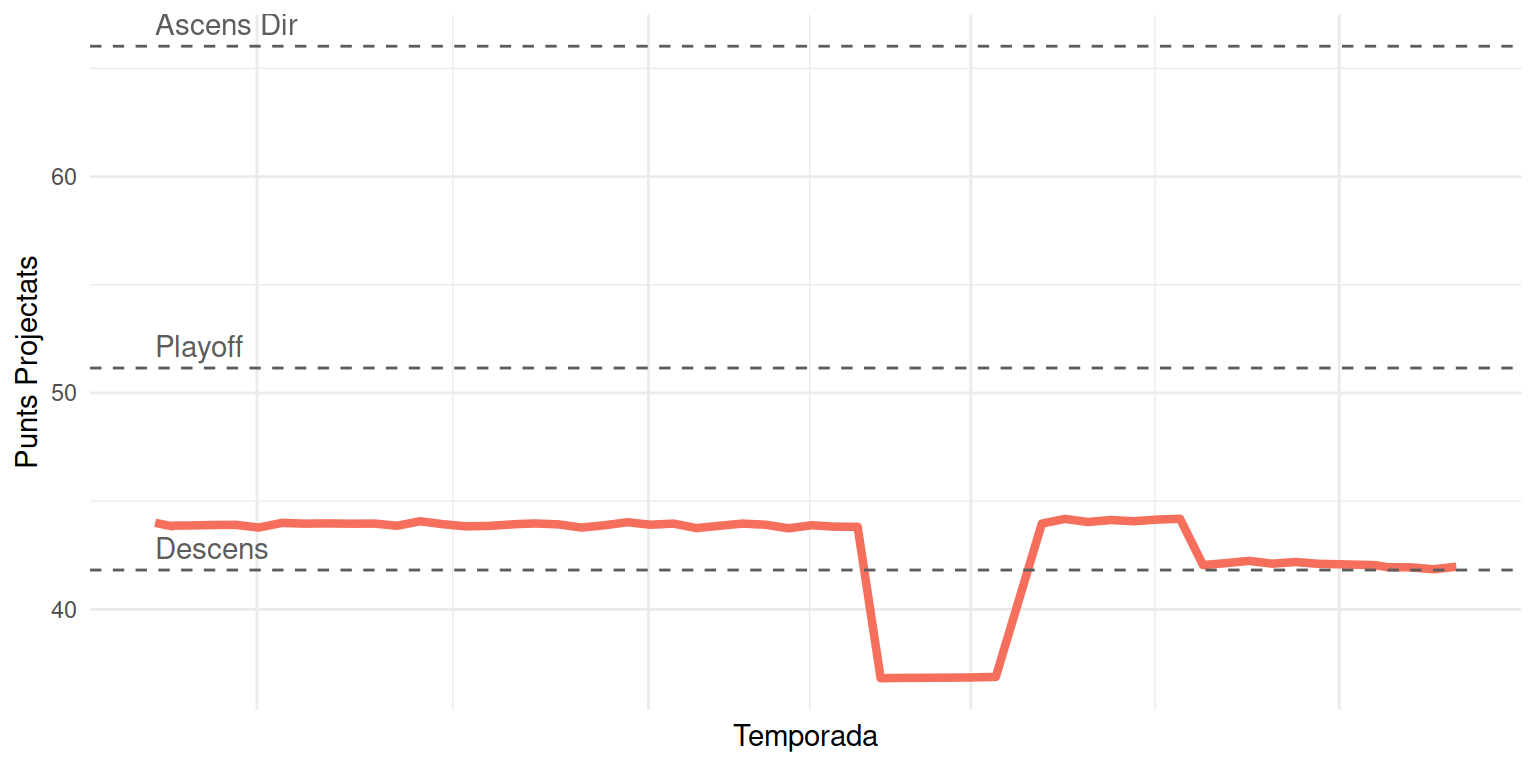 Ascens Dir
60
Playoff
50
Descens
40
Punts Projectats
Temporada